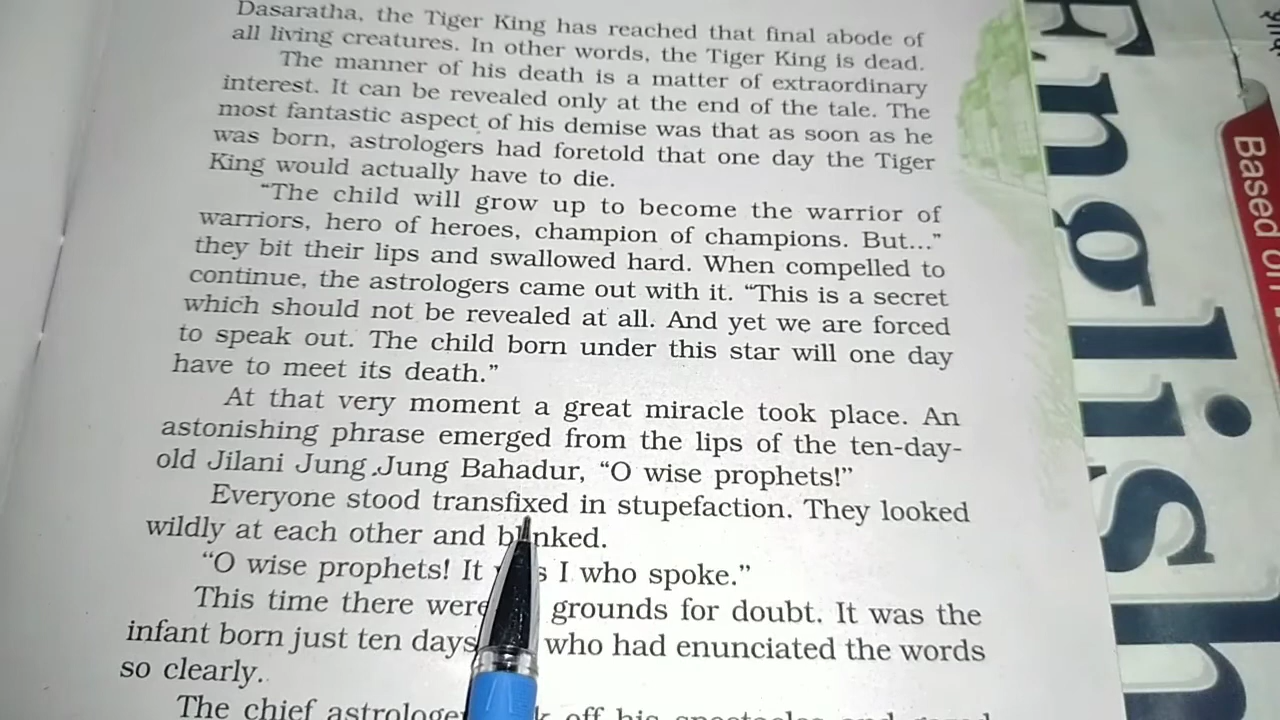 Dasaratha, the Tiger King has reached that final abode of
all living creatures. In other words, the Tiger King is dead.
The manner of his death is a matter of extraordinary
interest. It can be revealed only at the end of the tale. The
most fantastic aspect of his demise was that as soon as he
was born, astrologers had foretold that one day the Tiger
King would actually have to die.
“The child will grow up to become the warrior of
warriors, hero of heroes, champion of champions. But...”
they bit their lips and swallowed hard. When compelled to
continue, the astrologers came out with it. “This is a secret
which should not be revealed at all. And yet we are forced
to speak out. The child born under this star will one day
have to meet its death.”
At that very moment a great miracle took place. An
astonishing phrase emerged from the lips of the ten-day-
old Jilani Jung Jung Bahadur, “O wise prophets!”
Everyone stood transfixed in stupefaction. They looked
wildly at each other and blinked.
“O wise prophets! It I who spoke.”
This time there were grounds for doubt. It was the
infant born just ten days who had enunciated the words
so clearly.
The chief off his spectacles and
English
Based on